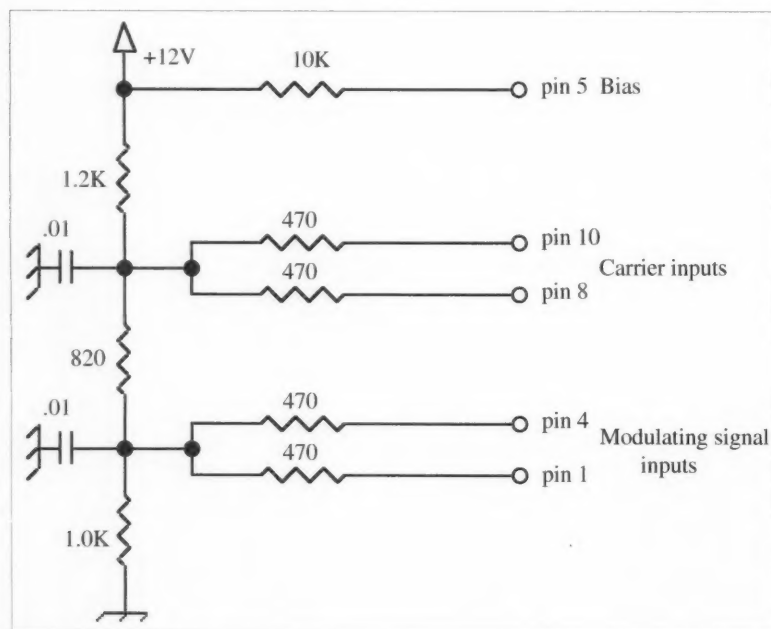 +12V
10K
pin 5 Bias
1.2K
.01
470
pin 10
470
pin 8
Carrier inputs
820
.01
470
pin 4
470
pin 1
Modulating signal
inputs
1.0K